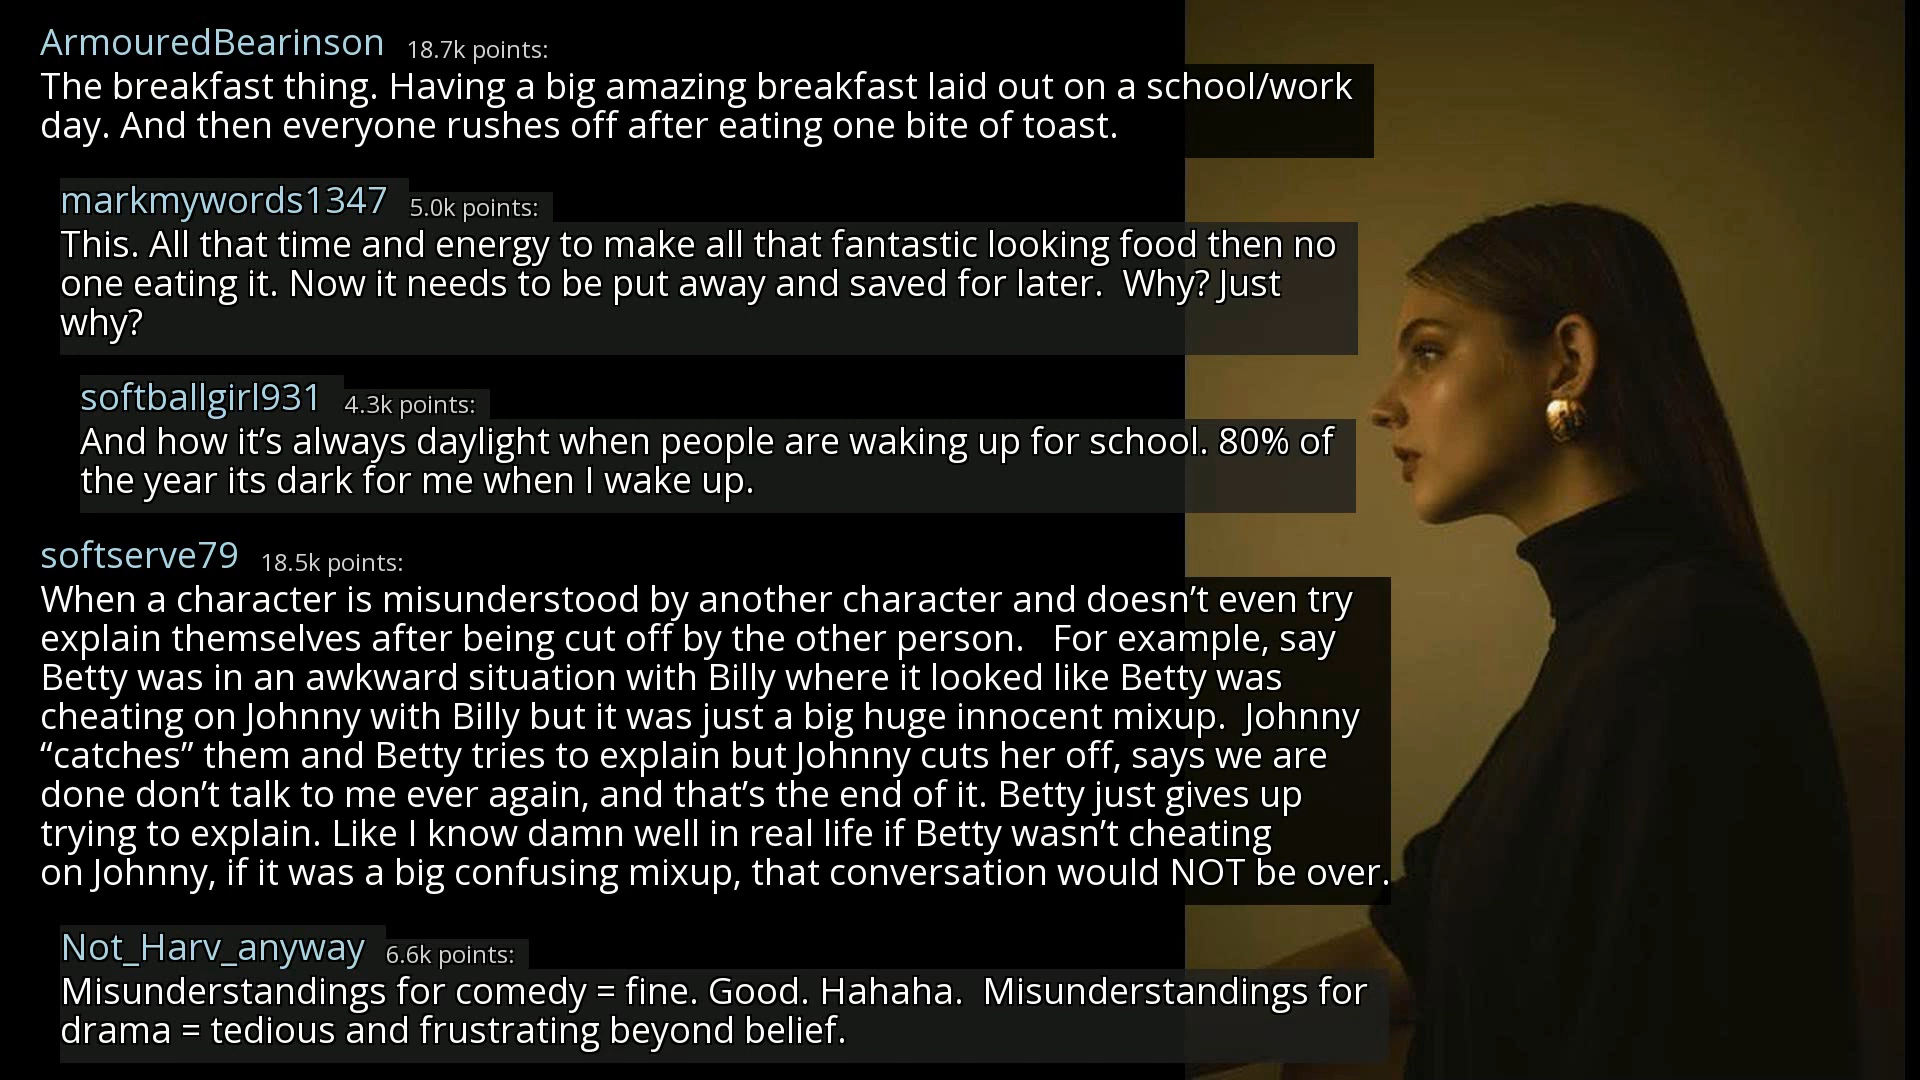 ArmouredBearinson 18.7k points:
The breakfast thing. Having a big amazing breakfast laid out on a school/work
day. And then everyone rushes off after eating one bite of toast.
markmywords1347 5.0k points:
This. All that time and energy to make all that fantastic looking food then no
one eating it. Now it needs to be put away and saved for later.  Why? Just
why?
softballgirl931 4.3k points:
And how it’s always daylight when people are waking up for school. 80% of
the year its dark for me when I wake up.
softserve79 18.5k points:
When a character is misunderstood by another character and doesn’t even try
explain themselves after being cut off by the other person.   For example, say
Betty was in an awkward situation with Billy where it looked like Betty was
cheating on Johnny with Billy but it was just a big huge innocent mixup.  Johnny
“catches” them and Betty tries to explain but Johnny cuts her off, says we are
done don’t talk to me ever again, and that’s the end of it. Betty just gives up
trying to explain. Like I know damn well in real life if Betty wasn’t cheating
on Johnny, if it was a big confusing mixup, that conversation would NOT be over.
Not_Harv_anyway 6.6k points:
Misunderstandings for comedy = fine. Good. Hahaha.  Misunderstandings for
drama = tedious and frustrating beyond belief.